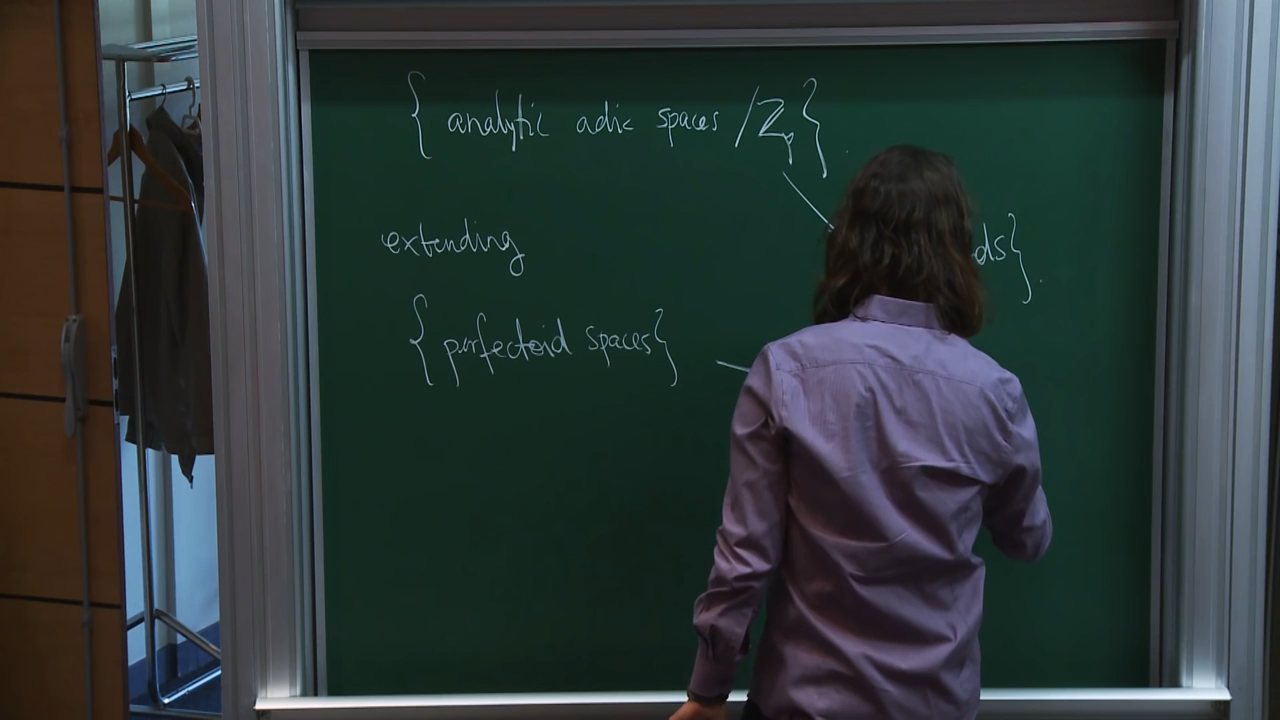 { analytic adic spaces /Z_p }.
ds}.
extending
{ perfectoid spaces }